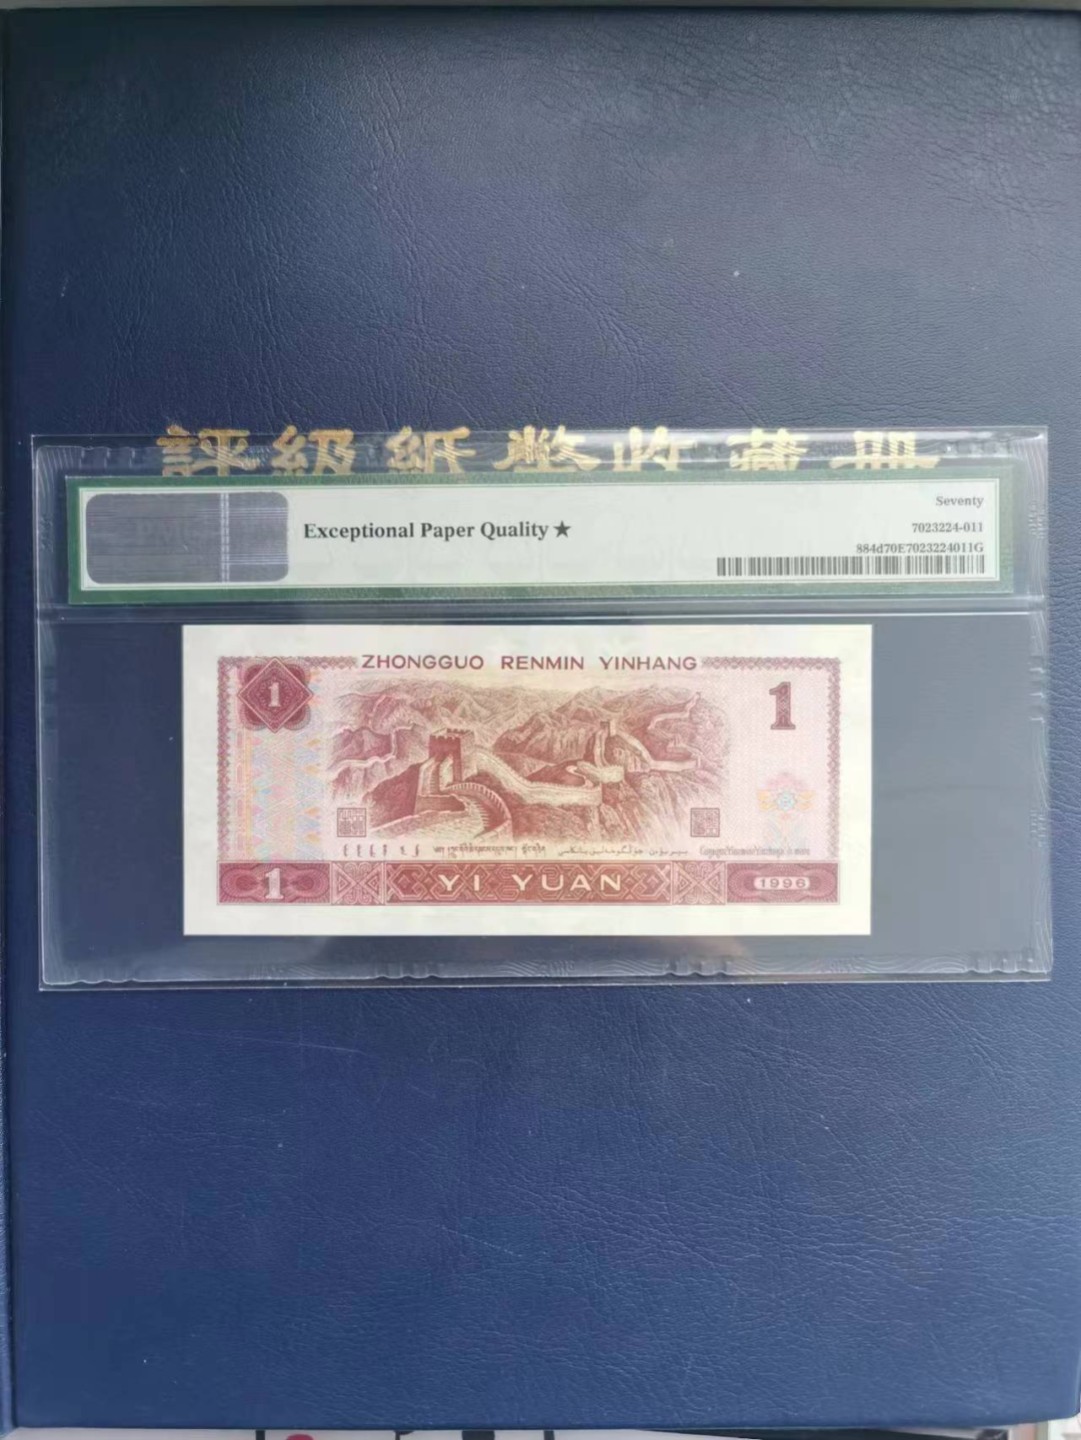 評級紙幣收藏冊
Seventy
Exceptional Paper Quality ★
7023224-011
884d70E7023224011G
ZHONGGUO RENMIN YINHANG
1
1
1 YI YUAN 1996